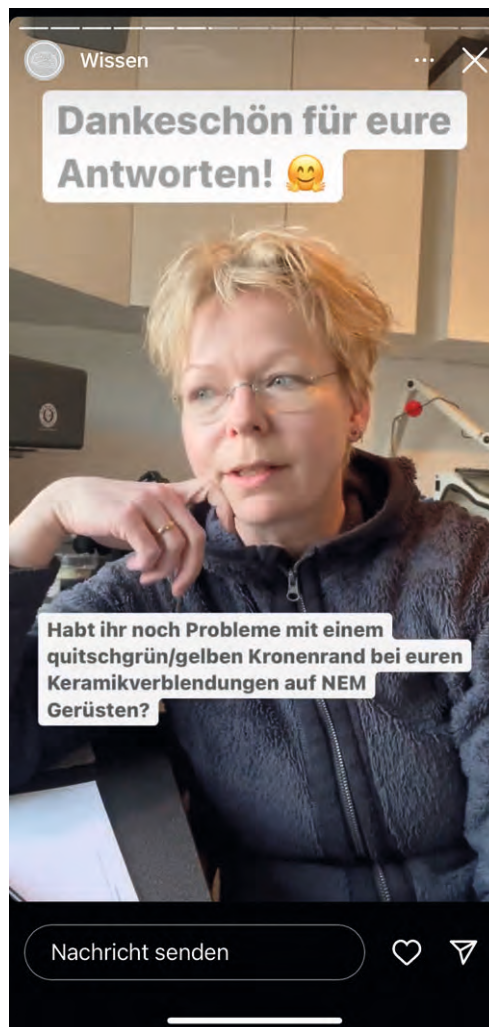 Wissen
Dankeschön für eure
Antworten! 🤗
Habt ihr noch Probleme mit einem
quitschgrün/gelben Kronenrand bei euren
Keramikverblendungen auf NEM
Gerüsten?
Nachricht senden